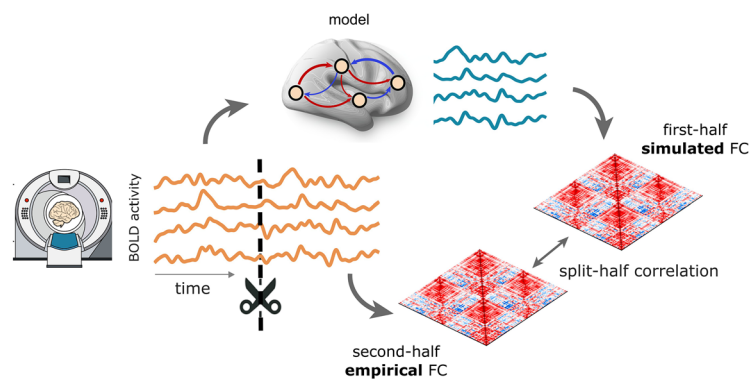 model
first-half
simulated FC
BOLD activity
split-half correlation
time
second-half
empirical FC